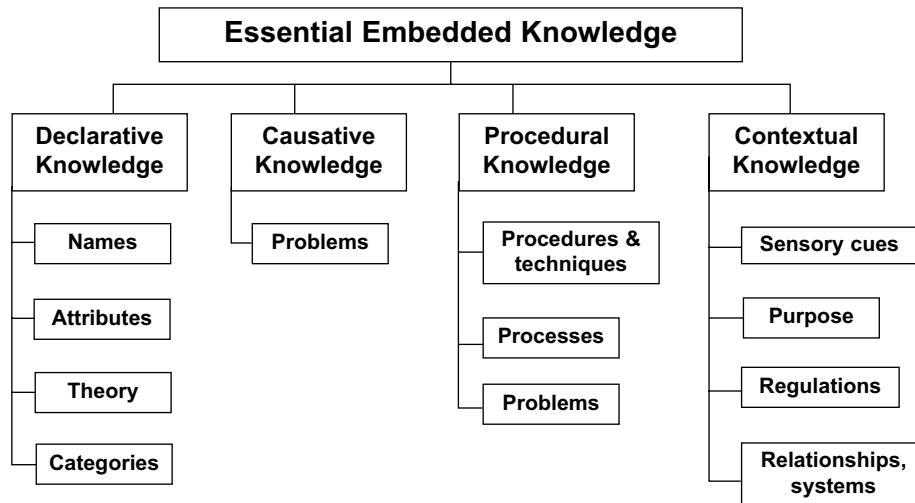 Essential Embedded Knowledge
Declarative
Knowledge
Names
Attributes
Theory
Categories
Causative
Knowledge
Problems
Procedural
Knowledge
Procedures &
techniques
Processes
Problems
Contextual
Knowledge
Sensory cues
Purpose
Regulations
Relationships,
systems